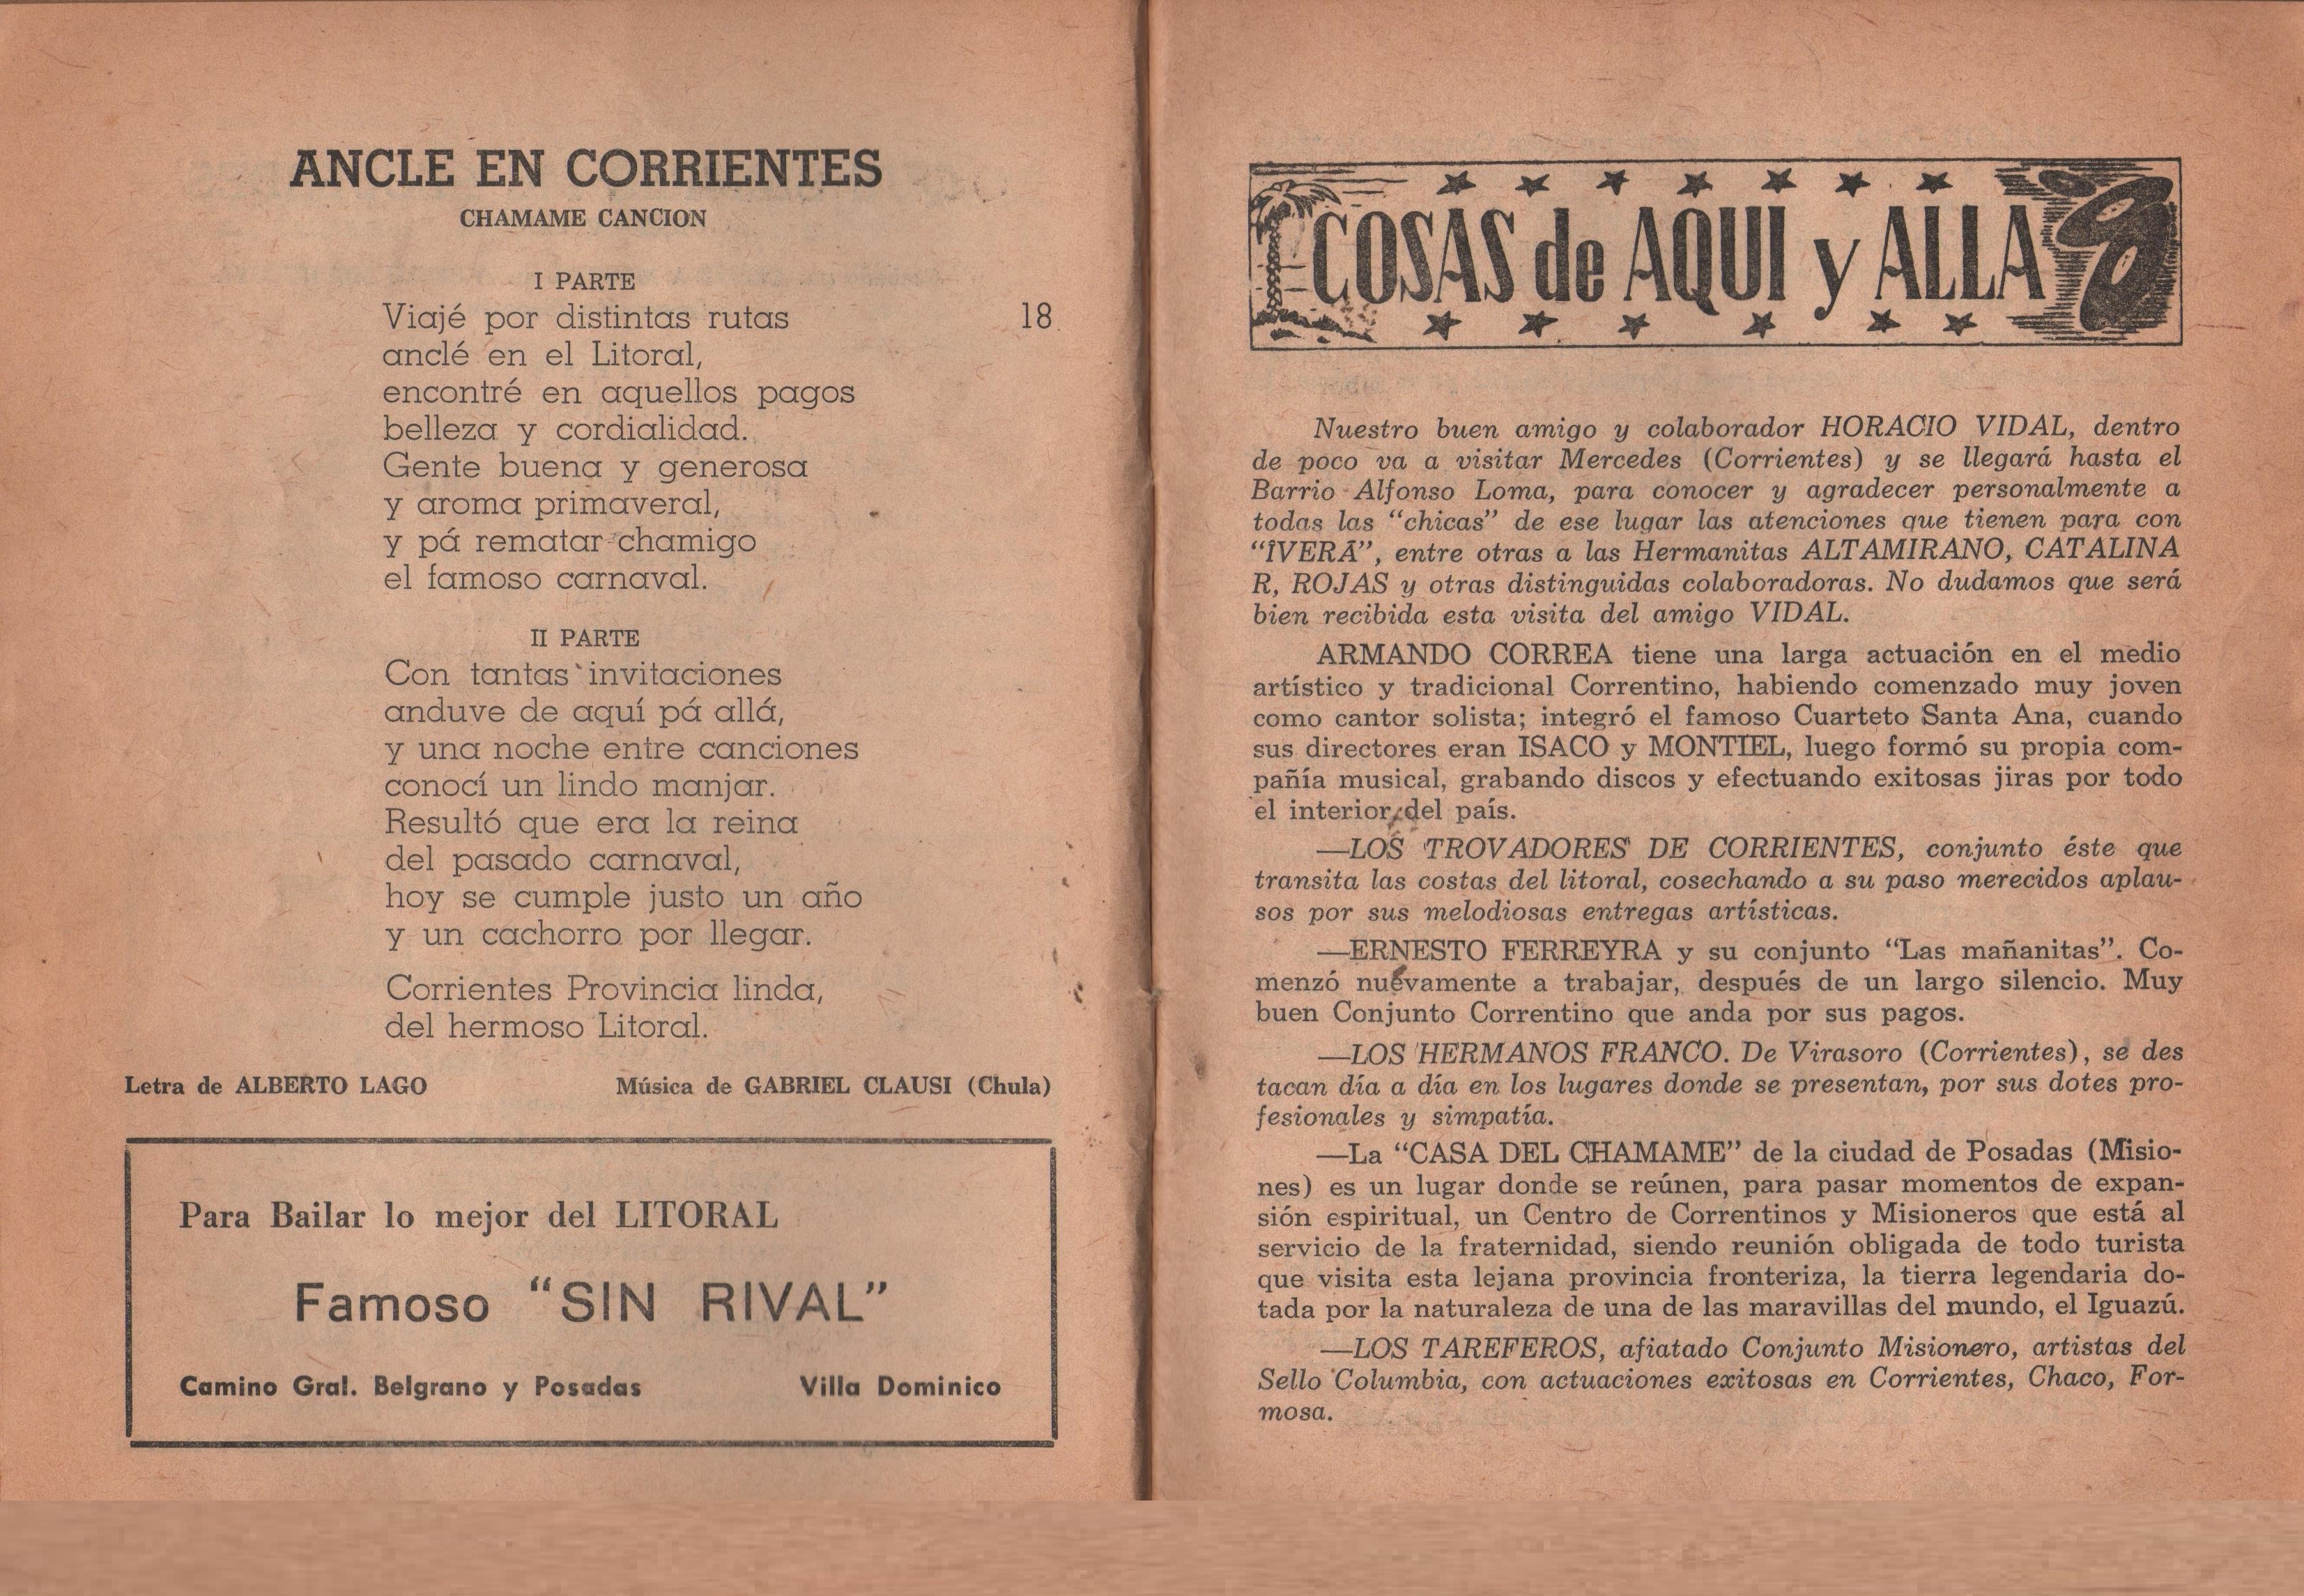 ANCLE EN CORRIENTES
CHAMAME CANCION
I PARTE
Viajé por distintas rutas 18
anclé en el Litoral,
encontré en aquellos pagos
belleza y cordialidad.
Gente buena y generosa
y aroma primaveral,
y pá rematar chamigo
el famoso carnaval.
II PARTE
Con tantas invitaciones
anduve de aquí pá allá,
y una noche entre canciones
conocí un lindo manjar.
Resultó que era la reina
del pasado carnaval,
hoy se cumple justo un año
y un cachorro por llegar.
Corrientes Provincia linda,
del hermoso Litoral.
Letra de ALBERTO LAGO Música de GABRIEL CLAUSI (Chula)
Para Bailar lo mejor del LITORAL
Famoso "SIN RIVAL"
Camino Gral. Belgrano y Posadas Villa Dominico
COSAS de AQUI y ALLA
Nuestro buen amigo y colaborador HORACIO VIDAL, dentro
de poco va a visitar Mercedes (Corrientes) y se llegará hasta el
Barrio Alfonso Loma, para conocer y agradecer personalmente a
todas las “chicas” de ese lugar las atenciones que tienen para con
“ÏVERÁ”, entre otras a las Hermanitas ALTAMIRANO, CATALINA
R, ROJAS y otras distinguidas colaboradoras. No dudamos que será
bien recibida esta visita del amigo VIDAL.
ARMANDO CORREA tiene una larga actuación en el medio
artístico y tradicional Correntino, habiendo comenzado muy joven
como cantor solista; integró el famoso Cuarteto Santa Ana, cuando
sus directores eran ISACO y MONTIEL, luego formó su propia com-
pañía musical, grabando discos y efectuando exitosas jiras por todo
el interior del país.
—LOS TROVADORES DE CORRIENTES, conjunto éste que
transita las costas del litoral, cosechando a su paso merecidos aplau-
sos por sus melodiosas entregas artísticas.
—ERNESTO FERREYRA y su conjunto “Las mañanitas”. Co-
menzó nuevamente a trabajar, después de un largo silencio. Muy
buen Conjunto Correntino que anda por sus pagos.
—LOS HERMANOS FRANCO. De Virasoro (Corrientes), se des
tacan día a día en los lugares donde se presentan, por sus dotes pro-
fesionales y simpatía.
—La “CASA DEL CHAMAME” de la ciudad de Posadas (Misio-
nes) es un lugar donde se reúnen, para pasar momentos de expan-
sión espiritual, un Centro de Correntinos y Misioneros que está al
servicio de la fraternidad, siendo reunión obligada de todo turista
que visita esta lejana provincia fronteriza, la tierra legendaria do-
tada por la naturaleza de una de las maravillas del mundo, el Iguazú.
—LOS TAREFEROS, afiatado Conjunto Misionero, artistas del
Sello Columbia, con actuaciones exitosas en Corrientes, Chaco, For-
mosa.